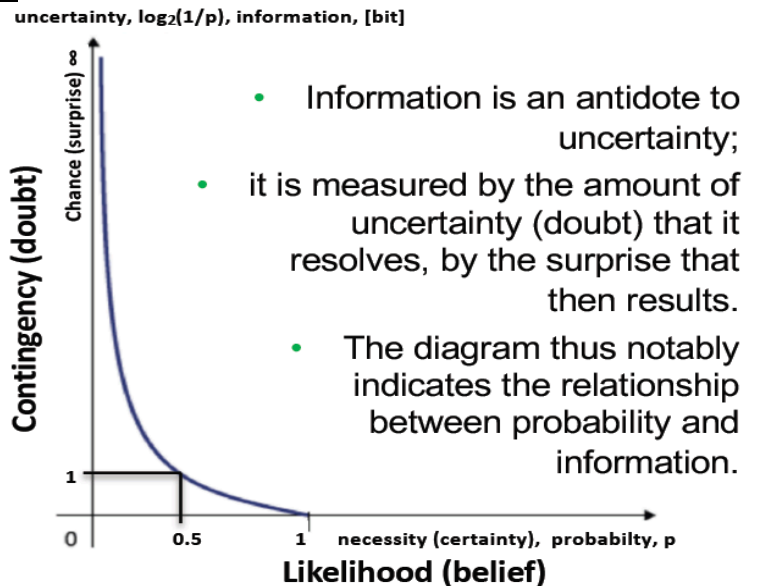 uncertainty, log2(1/p), information, [bit]
Chance (surprise) ∞
Contingency (doubt)
• Information is an antidote to
uncertainty;
• it is measured by the amount of
uncertainty (doubt) that it
resolves, by the surprise that
then results.
• The diagram thus notably
indicates the relationship
between probability and
information.
1
0
0.5
1
necessity (certainty), probabilty, p
Likelihood (belief)